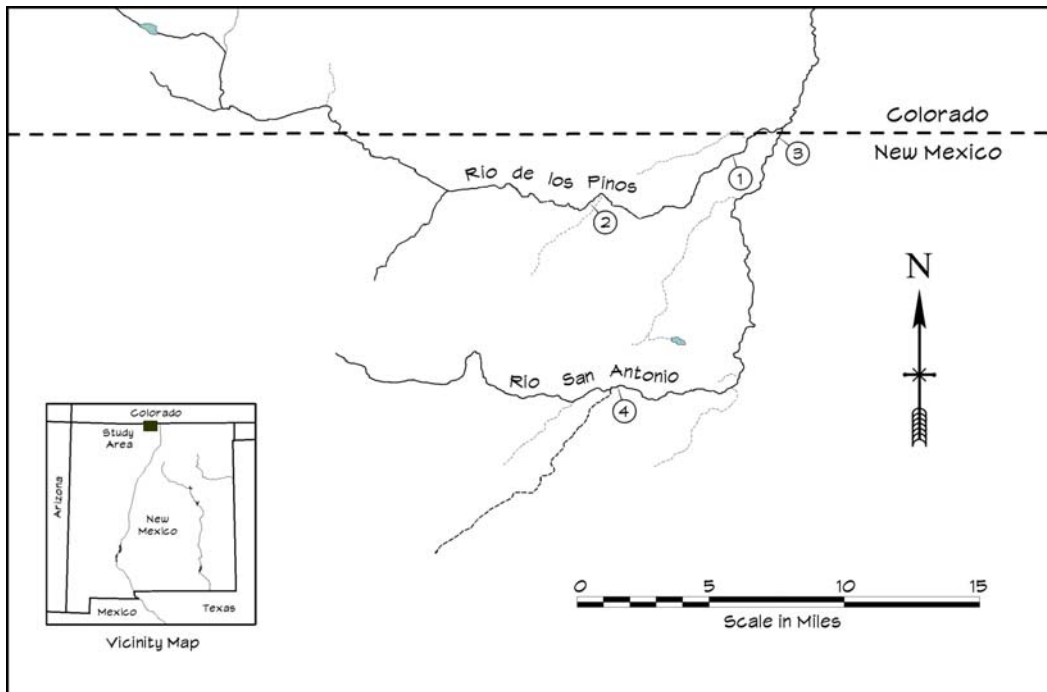 Colorado
New Mexico
Rio de los Pinos
1
2
3
Rio San Antonio
4
N
0 5 10 15
Scale in Miles
Colorado
Study
Area
Arizona
New
Mexico
Mexico
Texas
Vicinity Map